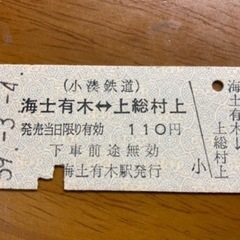 (小湊鉄道)
海士有木↔上総村上
発売当日限り有効 110円
下車前途無効
海士有木駅発行
59.-3.-4.
海士有木
上総村上
小